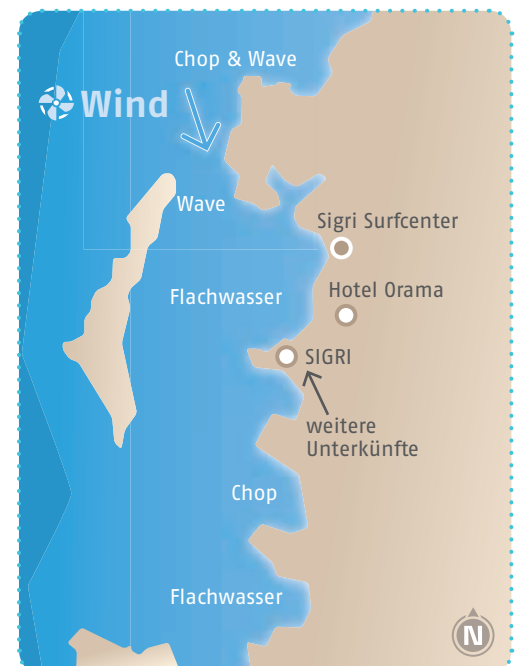 Chop & Wave
Wind
Wave
Sigri Surfcenter
Flachwasser
Hotel Orama
SIGRI
weitere
Unterkünfte
Chop
Flachwasser
N